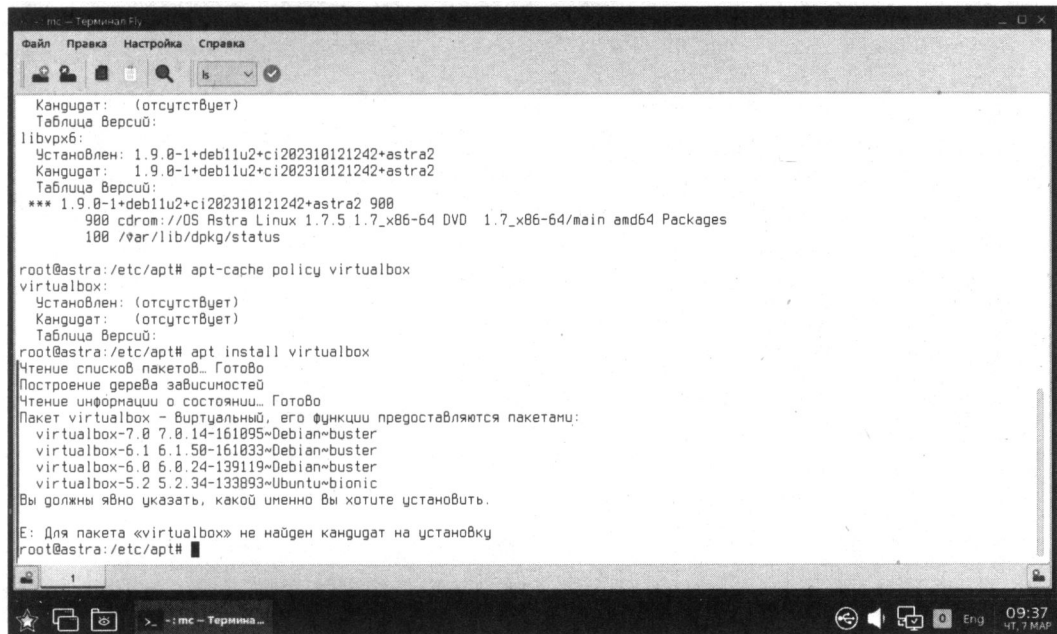 - : mc — Терминал Fly
Файл Правка Настройка Справка
ls
Кандидат: (отсутствует)
Таблица версий:
libvpx6:
Установлен: 1.9.0-1+deb11u2+ci202310121242+astra2
Кандидат: 1.9.0-1+deb11u2+ci202310121242+astra2
Таблица версий:
*** 1.9.0-1+deb11u2+ci202310121242+astra2 900
900 cdrom://OS Astra Linux 1.7.5 1.7_x86-64 DVD 1.7_x86-64/main amd64 Packages
100 /var/lib/dpkg/status
root@astra:/etc/apt# apt-cache policy virtualbox
virtualbox:
Установлен: (отсутствует)
Кандидат: (отсутствует)
Таблица версий:
root@astra:/etc/apt# apt install virtualbox
Чтение списков пакетов… Готово
Построение дерева зависимостей
Чтение информации о состоянии… Готово
Пакет virtualbox - виртуальный, его функции предоставляются пакетами:
virtualbox-7.0 7.0.14-161095~Debian~buster
virtualbox-6.1 6.1.50-161033~Debian~buster
virtualbox-6.0 6.0.24-139119~Debian~buster
virtualbox-5.2 5.2.34-133893~Ubuntu~bionic
Вы должны явно указать, какой именно вы хотите установить.
E: Для пакета «virtualbox» не найден кандидат на установку
root@astra:/etc/apt#
1
>_ - : mc — Термина...
0 Eng 09:37
ЧТ, 7 МАР